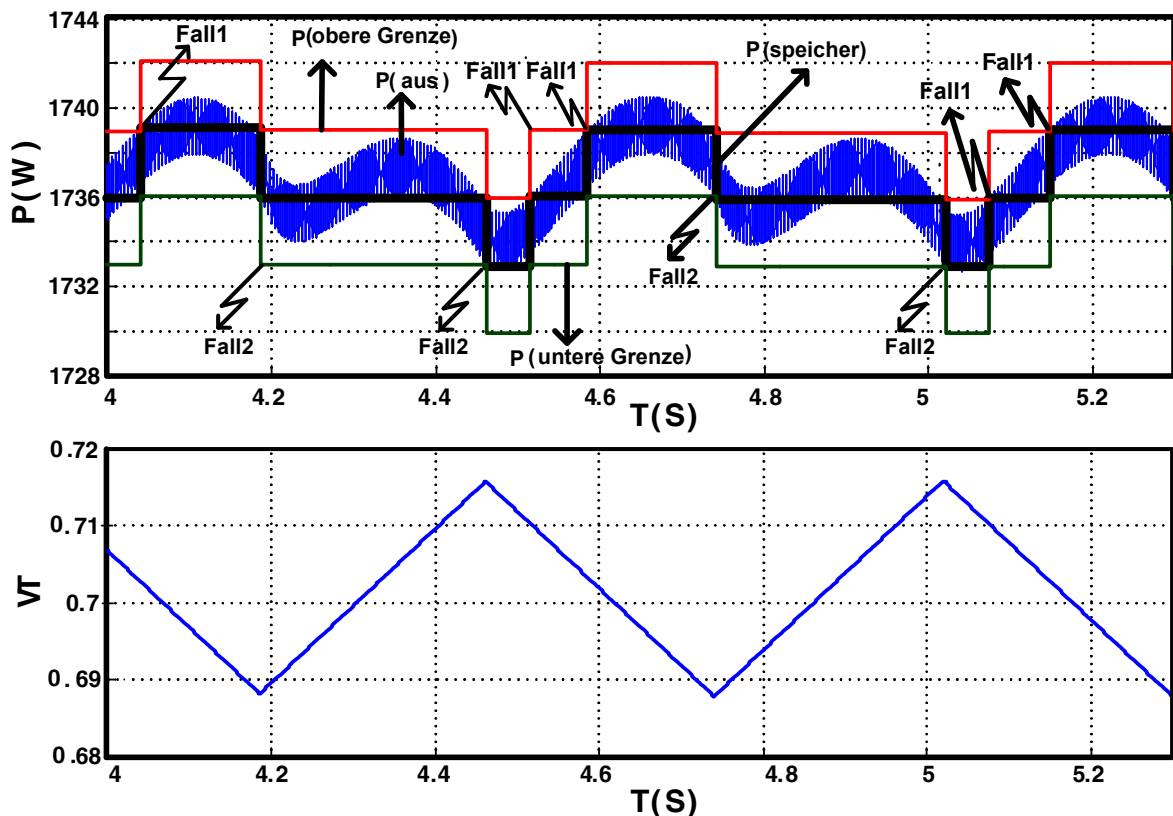 1744
1740
1736
1732
1728
P(W)
Fall1
P(obere Grenze)
P(aus)
Fall1
Fall1
P(speicher)
Fall1
Fall1
Fall2
Fall2
P(untere Grenze)
Fall2
Fall2
4
4.2
4.4
4.6
4.8
5
5.2
T(S)
0.72
0.71
0.7
0.69
0.68
VT
4
4.2
4.4
4.6
4.8
5
5.2
T(S)